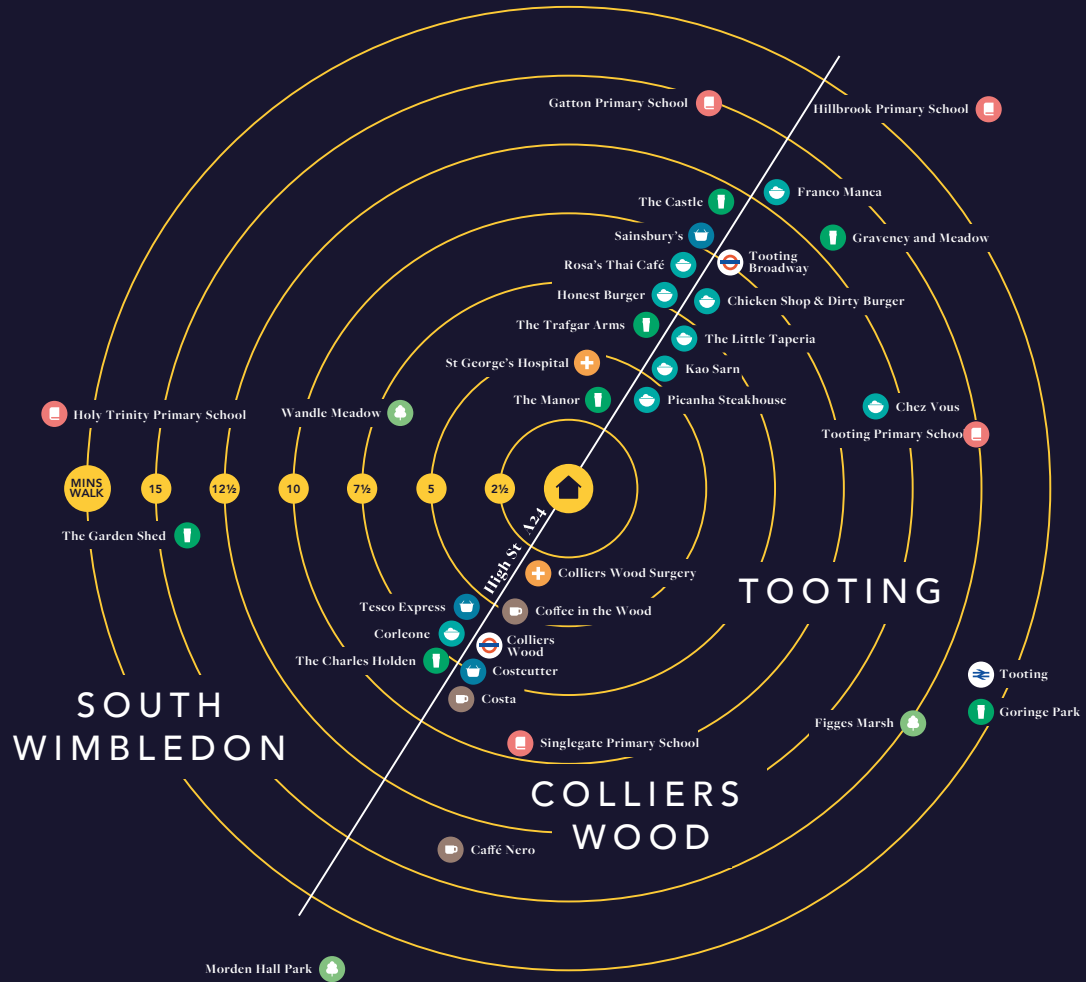 Gatton Primary School
Hillbrook Primary School
The Castle
Franco Manca
Sainsbury's
Graveney and Meadow
Rosa's Thai Café
Tooting
Broadway
Honest Burger
Chicken Shop & Dirty Burger
The Trafgar Arms
The Little Taperia
St George's Hospital
Kao Sarn
The Manor
Picanha Steakhouse
Holy Trinity Primary School
Wandle Meadow
Chez Vous
Tooting Primary School
MINS
WALK
15
12½
10
7½
5
2½
High St A24
The Garden Shed
Colliers Wood Surgery
TOOTING
Tesco Express
Coffee in the Wood
Corleone
Colliers
Wood
The Charles Holden
Costcutter
Costa
Tooting
SOUTH
WIMBLEDON
Goringe Park
Figges Marsh
Singlegate Primary School
COLLIERS
WOOD
Caffé Nero
Morden Hall Park